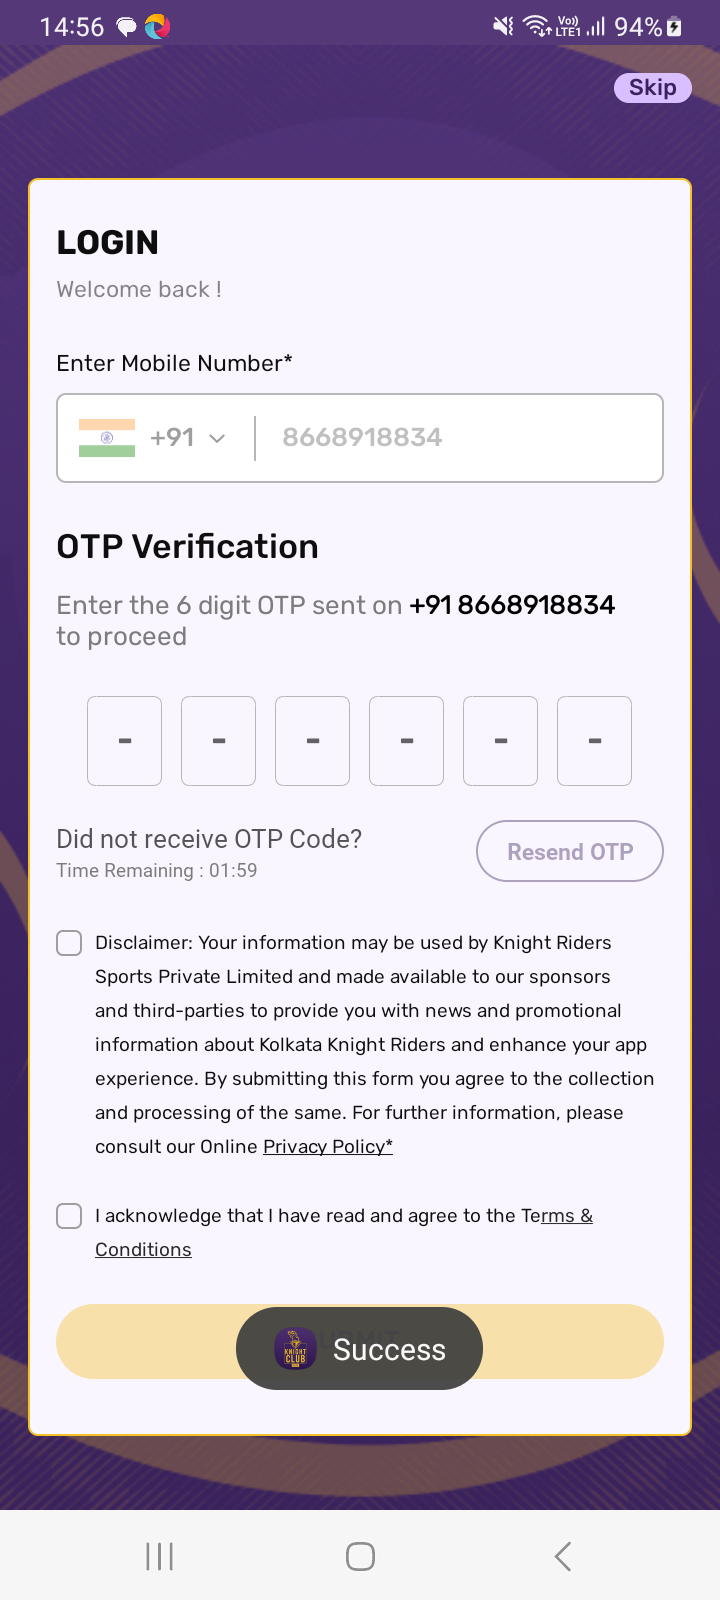 14:56
Vo))
LTE1
94%
Skip
LOGIN
Welcome back !
Enter Mobile Number*
+91
8668918834
OTP Verification
Enter the 6 digit OTP sent on +91 8668918834
to proceed
- - - - - -
Did not receive OTP Code?
Time Remaining : 01:59
Resend OTP
Disclaimer: Your information may be used by Knight Riders
Sports Private Limited and made available to our sponsors
and third-parties to provide you with news and promotional
information about Kolkata Knight Riders and enhance your app
experience. By submitting this form you agree to the collection
and processing of the same. For further information, please
consult our Online Privacy Policy*
I acknowledge that I have read and agree to the Terms &
Conditions
KNIGHT
CLUB
Success